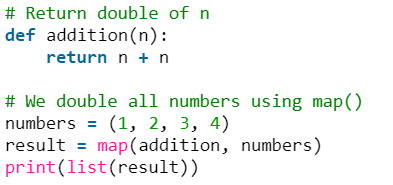 # Return double of n
def addition(n):
    return n + n

# We double all numbers using map()
numbers = (1, 2, 3, 4)
result = map(addition, numbers)
print(list(result))